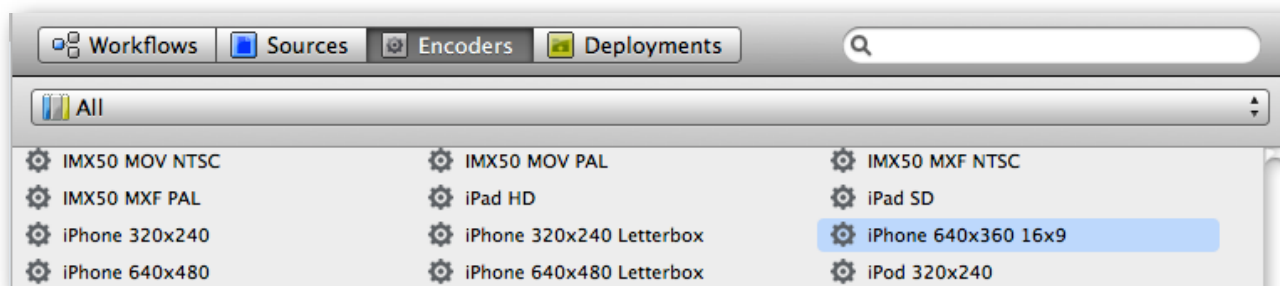 Workflows Sources Encoders Deployments
All
IMX50 MOV NTSC IMX50 MOV PAL IMX50 MXF NTSC
IMX50 MXF PAL iPad HD iPad SD
iPhone 320x240 iPhone 320x240 Letterbox iPhone 640x360 16x9
iPhone 640x480 iPhone 640x480 Letterbox iPod 320x240